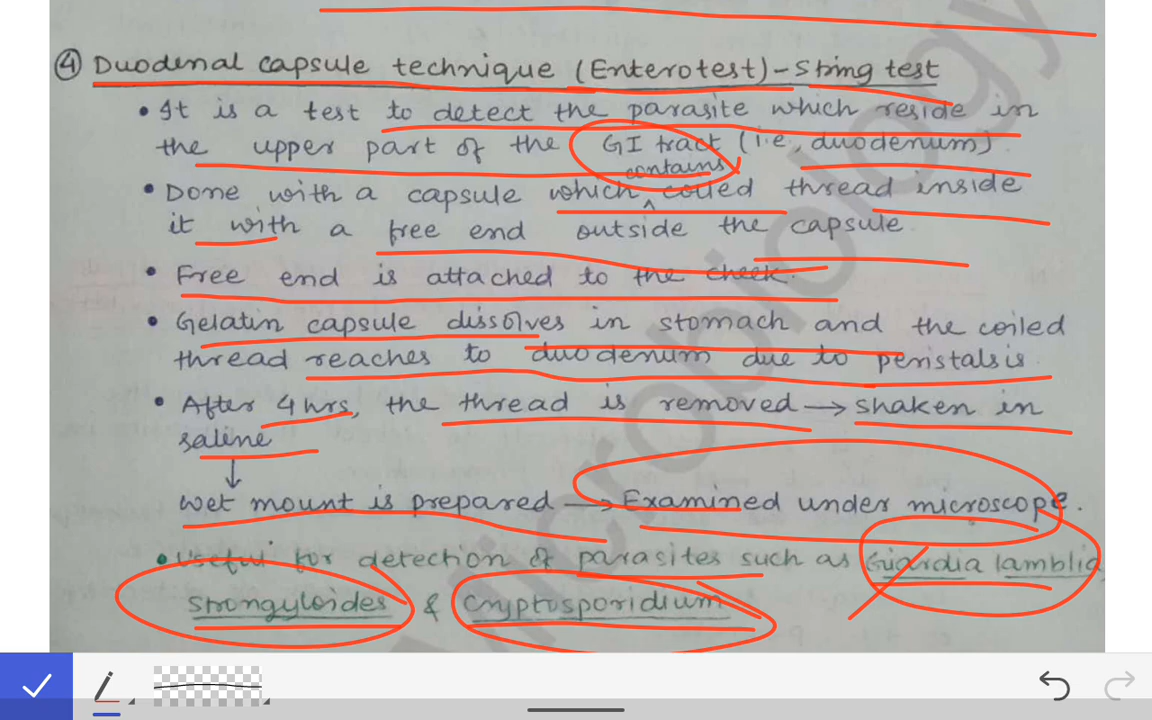 ④ Duodenal capsule technique (Enterotest) - String test
• It is a test to detect the parasite which reside in
the upper part of the GI tract (i.e., duodenum)
contains
• Done with a capsule which ^ coiled thread inside
it with a free end outside the capsule
• Free end is attached to the cheek.
• Gelatin capsule dissolves in stomach and the coiled
thread reaches to duodenum due to peristalsis
• After 4 hrs, the thread is removed → shaken in
saline
↓
Wet mount is prepared → Examined under microscope.
• Useful for detection of parasites such as Giardia lamblia,
Strongyloides & Cryptosporidium
Microbiology